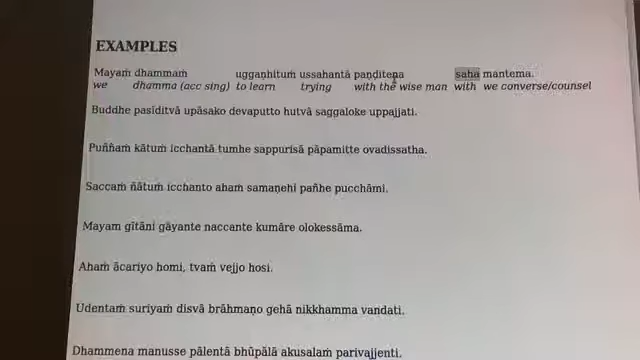 EXAMPLES
Mayaṁ dhammaṁ uggaṇhituṁ ussahantā paṇḍitena saha mantema.
we dhamma (acc sing) to learn trying with the wise man with we converse/counsel
Buddhe pasīditvā upāsako devaputto hutvā saggaloke uppajjati.
Puññaṁ kātuṁ icchantā tumhe sappurisā pāpamitte ovadissatha.
Saccaṁ ñātuṁ icchanto ahaṁ samaṇehi pañhe pucchāmi.
Mayam gītāni gāyante naccante kumāre olokessāma.
Ahaṁ ācariyo homi, tvaṁ vejjo hosi.
Udentaṁ suriyaṁ disvā brāhmaṇo gehā nikkhamma vandati.
Dhammena manusse pālentā bhūpālā akusalaṁ parivajjenti.